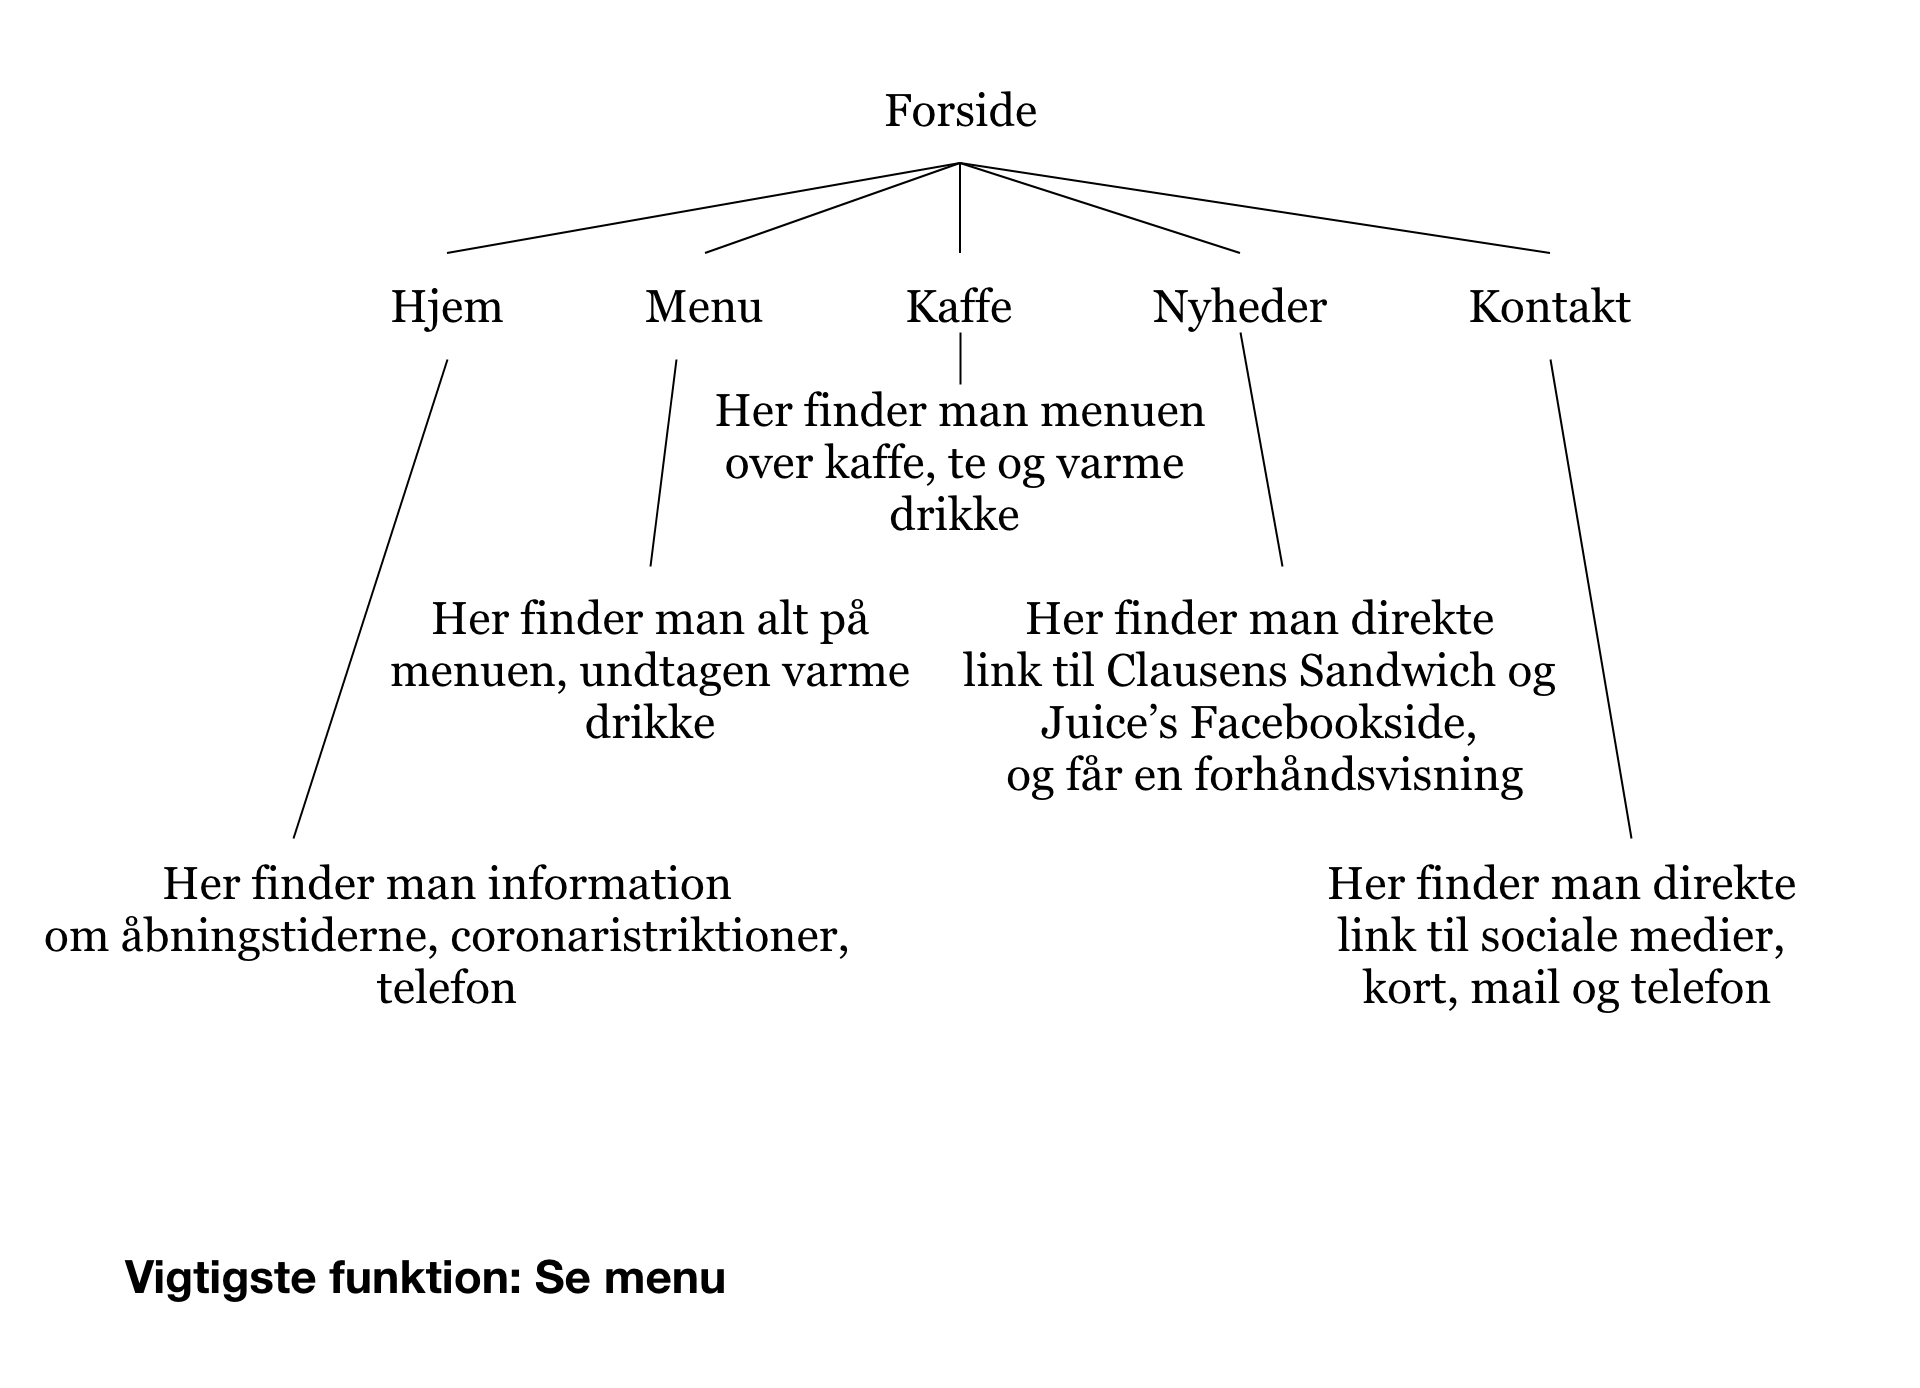 Forside
Hjem
Menu
Kaffe
Nyheder
Kontakt
Her finder man menuen
over kaffe, te og varme
drikke
Her finder man alt på
menuen, undtagen varme
drikke
Her finder man direkte
link til Clausens Sandwich og
Juice’s Facebookside,
og får en forhåndsvisning
Her finder man information
om åbningstiderne, coronaristriktioner,
telefon
Her finder man direkte
link til sociale medier,
kort, mail og telefon
Vigtigste funktion: Se menu